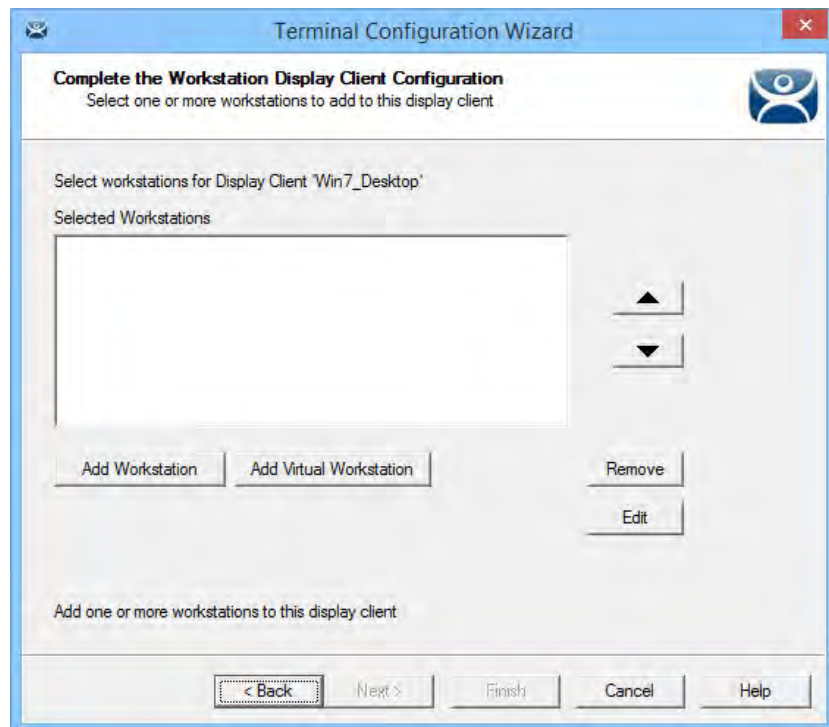 Terminal Configuration Wizard
Complete the Workstation Display Client Configuration
Select one or more workstations to add to this display client
Select workstations for Display Client 'Win7_Desktop'
Selected Workstations
Add Workstation
Add Virtual Workstation
Remove
Edit
Add one or more workstations to this display client
< Back
Next >
Finish
Cancel
Help